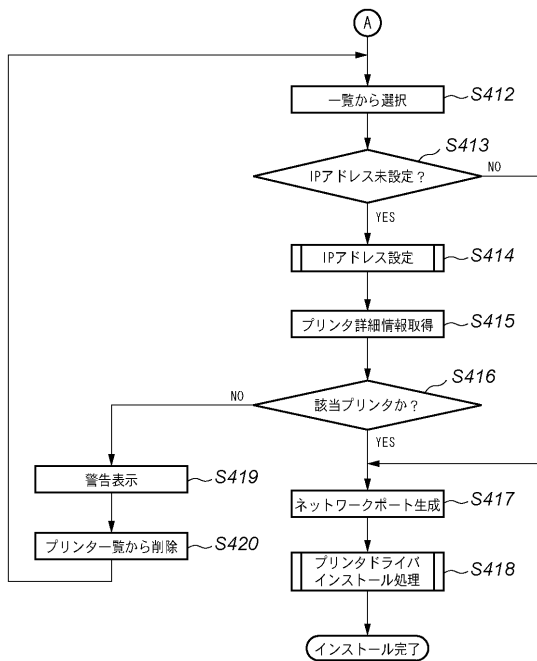 A
一覧から選択
S412
IPアドレス未設定？
S413
NO
YES
IPアドレス設定
S414
プリンタ詳細情報取得
S415
該当プリンタか？
S416
NO
YES
警告表示
S419
プリンタ一覧から削除
S420
ネットワークポート生成
S417
プリンタドライバ
インストール処理
S418
インストール完了